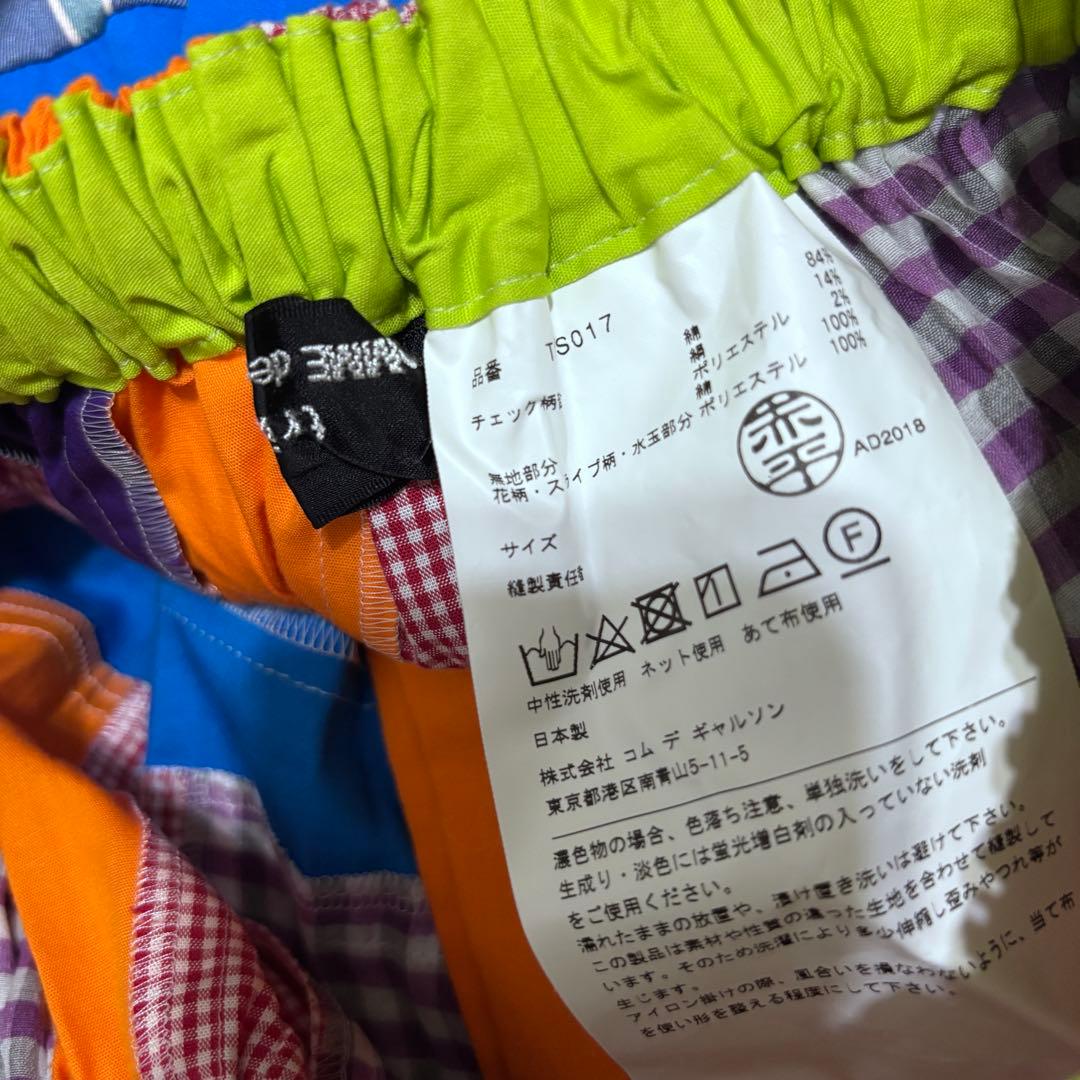 品番 TS017
チェック柄 綿 84%
絹 14%
ポリエステル 2%
無地部分 綿 100%
花柄・ストライプ柄・水玉部分 ポリエステル 100%
AD2018
サイズ
縫製責任
F
中性洗剤使用 ネット使用 あて布使用
日本製
株式会社 コム デ ギャルソン
東京都港区南青山5-11-5
濃色物の場合、色落ち注意、単独洗いをして下さい。
生成り・淡色には蛍光増白剤の入っていない洗剤
をご使用ください。
濡れたままの放置や、漬け置き洗いは避けて下さい。
この製品は素材や性質の違った生地を合わせて縫製して
います。そのため洗濯により多少伸縮し歪みやつれ等が
生じます。
アイロン掛けの際、風合いを損なわないように、当て布
を使い形を整える程度にして下さい。